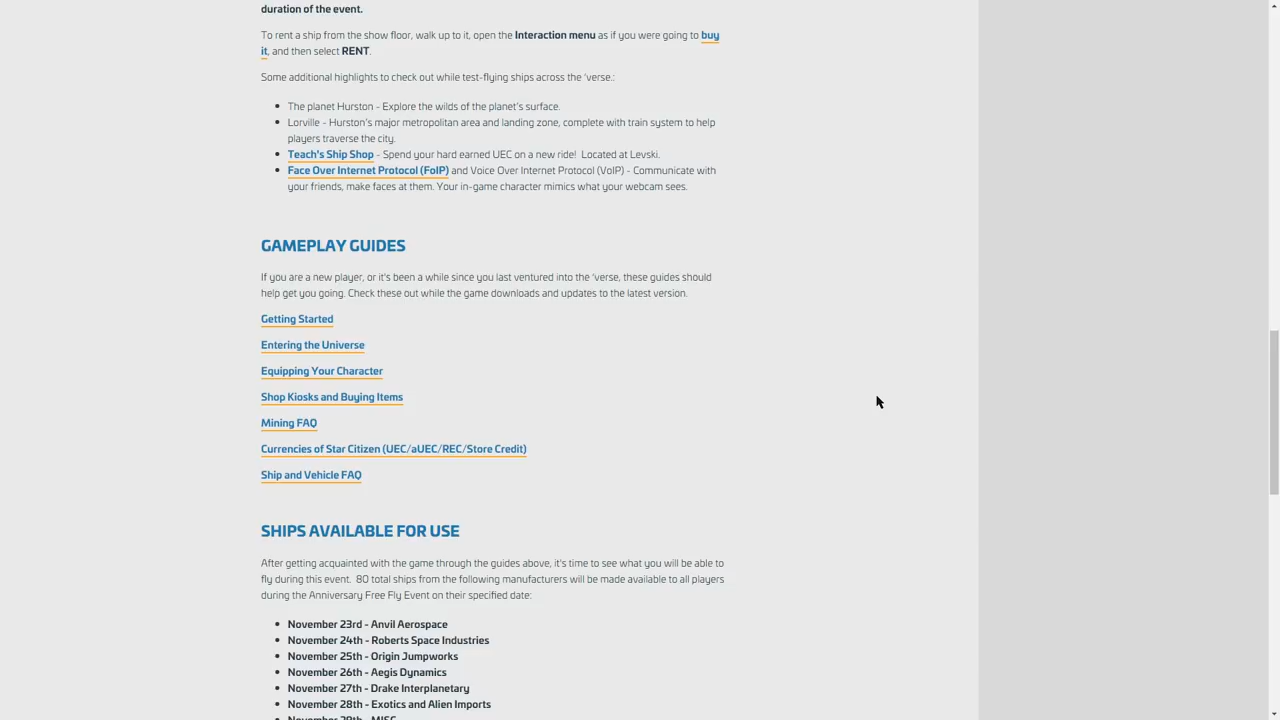 duration of the event.
To rent a ship from the show floor, walk up to it, open the Interaction menu as if you were going to buy
it, and then select RENT.
Some additional highlights to check out while test-flying ships across the 'verse.:
The planet Hurston - Explore the wilds of the planet's surface.
Lorville - Hurston's major metropolitan area and landing zone, complete with train system to help
players traverse the city.
Teach's Ship Shop - Spend your hard earned UEC on a new ride!  Located at Levski.
Face Over Internet Protocol (FoIP) and Voice Over Internet Protocol (VoIP) - Communicate with
your friends, make faces at them. Your in-game character mimics what your webcam sees.
GAMEPLAY GUIDES
If you are a new player, or it's been a while since you last ventured into the 'verse, these guides should
help get you going. Check these out while the game downloads and updates to the latest version.
Getting Started
Entering the Universe
Equipping Your Character
Shop Kiosks and Buying Items
Mining FAQ
Currencies of Star Citizen (UEC/aUEC/REC/Store Credit)
Ship and Vehicle FAQ
SHIPS AVAILABLE FOR USE
After getting acquainted with the game through the guides above, it's time to see what you will be able to
fly during this event.  80 total ships from the following manufacturers will be made available to all players
during the Anniversary Free Fly Event on their specified date:
November 23rd - Anvil Aerospace
November 24th - Roberts Space Industries
November 25th - Origin Jumpworks
November 26th - Aegis Dynamics
November 27th - Drake Interplanetary
November 28th - Exotics and Alien Imports
November 29th - MISC